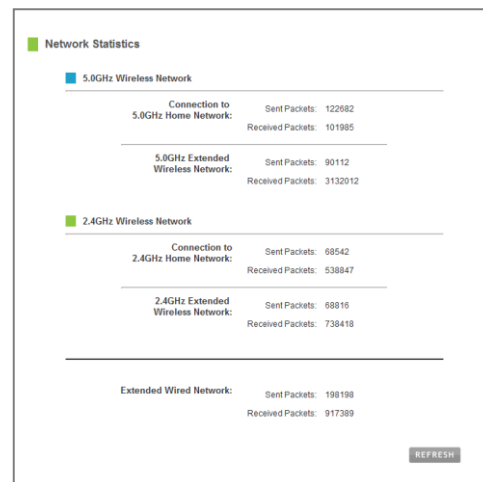 Network Statistics
5.0GHz Wireless Network
Connection to
5.0GHz Home Network:
Sent Packets: 122682
Received Packets: 101985
5.0GHz Extended
Wireless Network:
Sent Packets: 90112
Received Packets: 3132012
2.4GHz Wireless Network
Connection to
2.4GHz Home Network:
Sent Packets: 68542
Received Packets: 538847
2.4GHz Extended
Wireless Network:
Sent Packets: 68816
Received Packets: 738418
Extended Wired Network:
Sent Packets: 198198
Received Packets: 917389
REFRESH